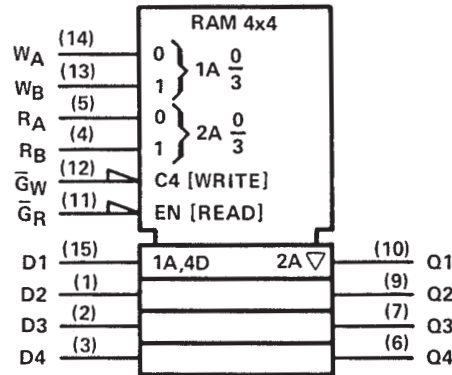 RAM 4x4
W_A (14) 0 } 1A 0/3
W_B (13) 1
R_A (5) 0 } 2A 0/3
R_B (4) 1
G̅_W (12) C4 [WRITE]
G̅_R (11) EN [READ]
D1 (15) 1A,4D 2A ▽ (10) Q1
D2 (1) (9) Q2
D3 (2) (7) Q3
D4 (3) (6) Q4